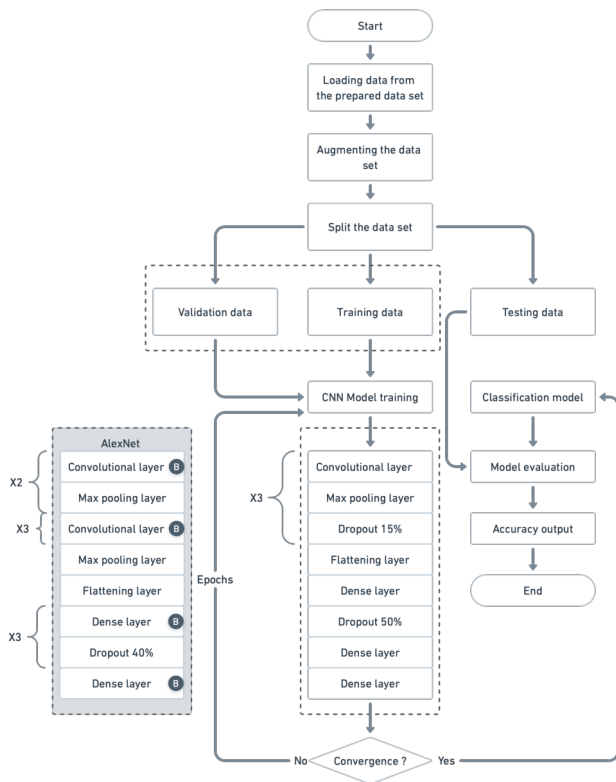 Start
Loading data from
the prepared data set
Augmenting the data
set
Split the data set
Validation data
Training data
Testing data
CNN Model training
Classification model
AlexNet
Convolutional layer B
X2
Max pooling layer
X3
Convolutional layer B
Max pooling layer
Flattening layer
Dense layer B
X3
Dropout 40%
Dense layer B
Epochs
Convolutional layer
X3
Max pooling layer
Dropout 15%
Flattening layer
Dense layer
Dropout 50%
Dense layer
Dense layer
Model evaluation
Accuracy output
End
No
Convergence ?
Yes